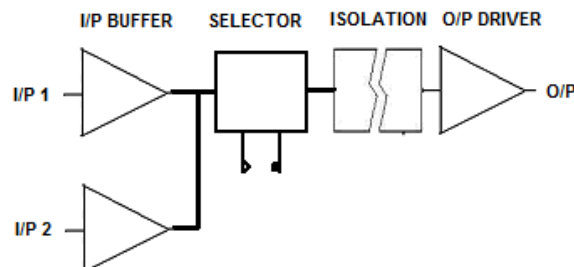 I/P BUFFER SELECTOR ISOLATION O/P DRIVER
I/P 1
O/P
I/P 2